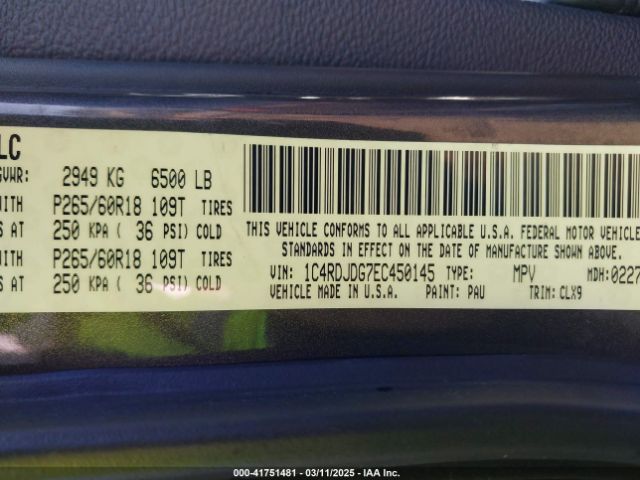 LC
GVWR: 2949 KG 6500 LB
WITH P265/60R18 109T TIRES
S AT 250 KPA ( 36 PSI) COLD
WITH P265/60R18 109T TIRES
S AT 250 KPA ( 36 PSI) COLD
THIS VEHICLE CONFORMS TO ALL APPLICABLE U.S.A. FEDERAL MOTOR VEHICLE
STANDARDS IN EFFECT ON THE DATE OF MANUFACTURE SHOWN ABOVE.
VIN: 1C4RDJDG7EC450145 TYPE: MPV MDH:0227
VEHICLE MADE IN U.S.A. PAINT: PAU TRIM: CLX9
00-41751481 - 03/11/2025 - IAA Inc.